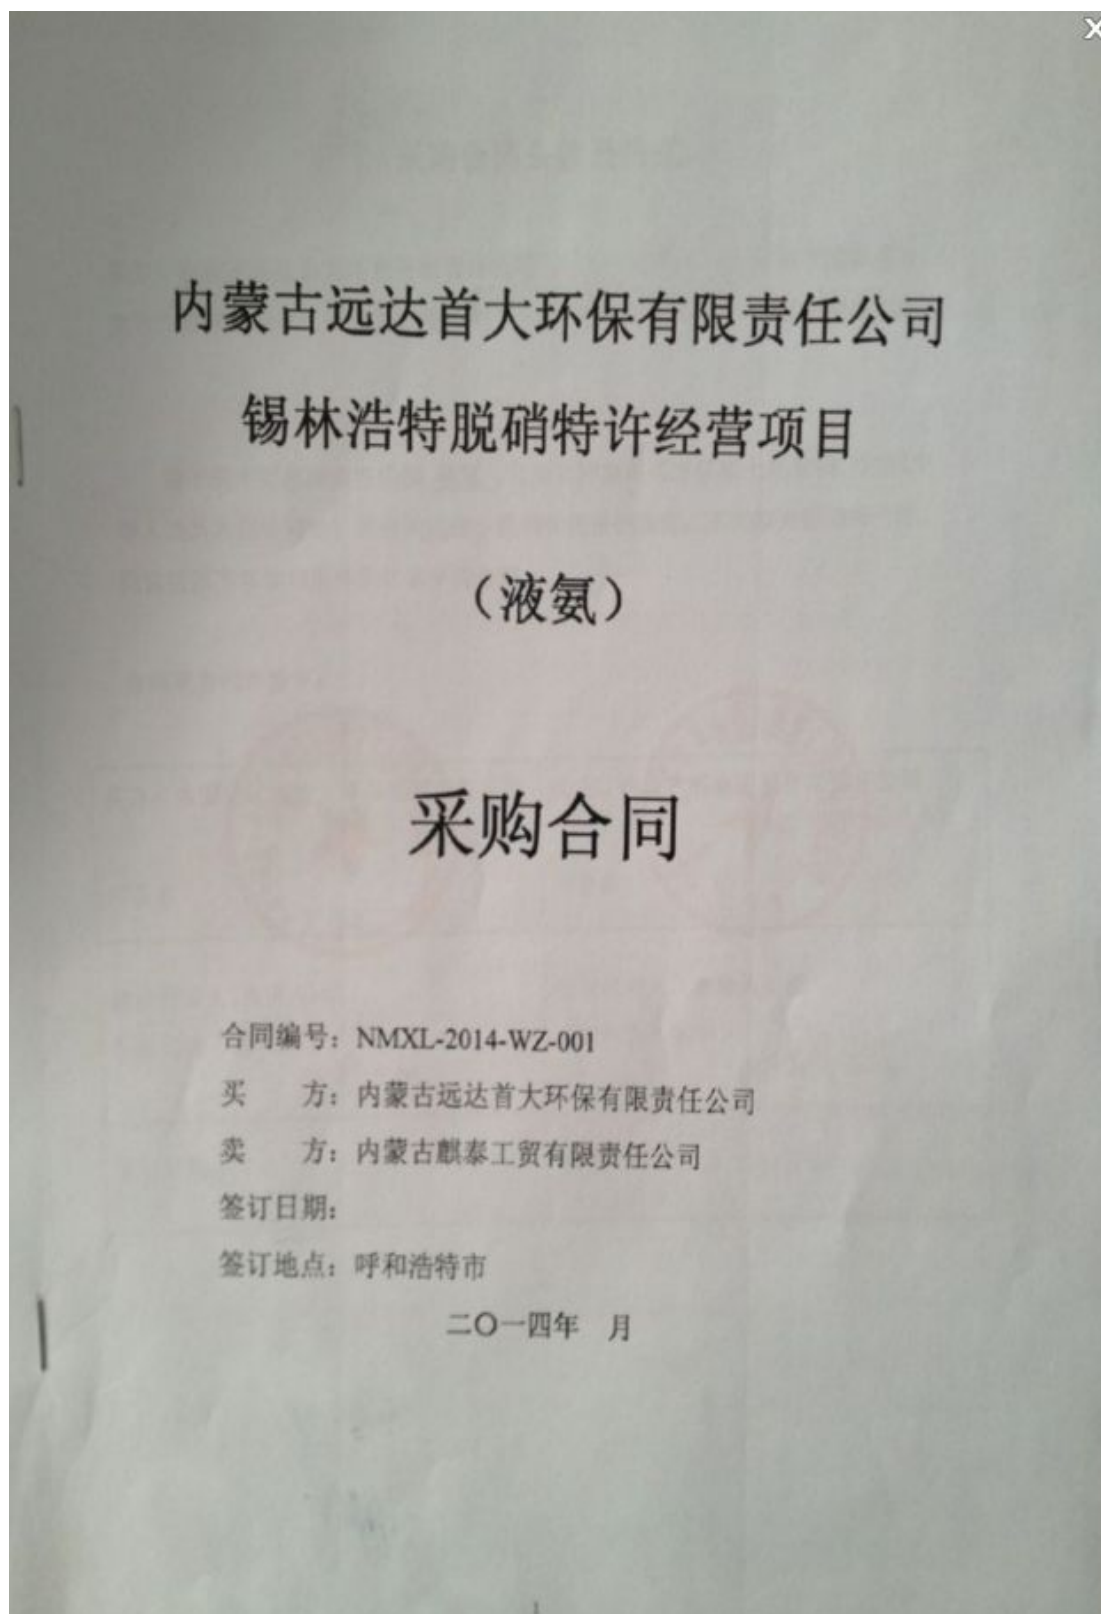 内蒙古远达首大环保有限责任公司
锡林浩特脱硝特许经营项目
（液氨）
采购合同
合同编号：NMXL-2014-WZ-001
买　　方：内蒙古远达首大环保有限责任公司
卖　　方：内蒙古麒泰工贸有限责任公司
签订日期：
签订地点：呼和浩特市
二〇一四年　月
1